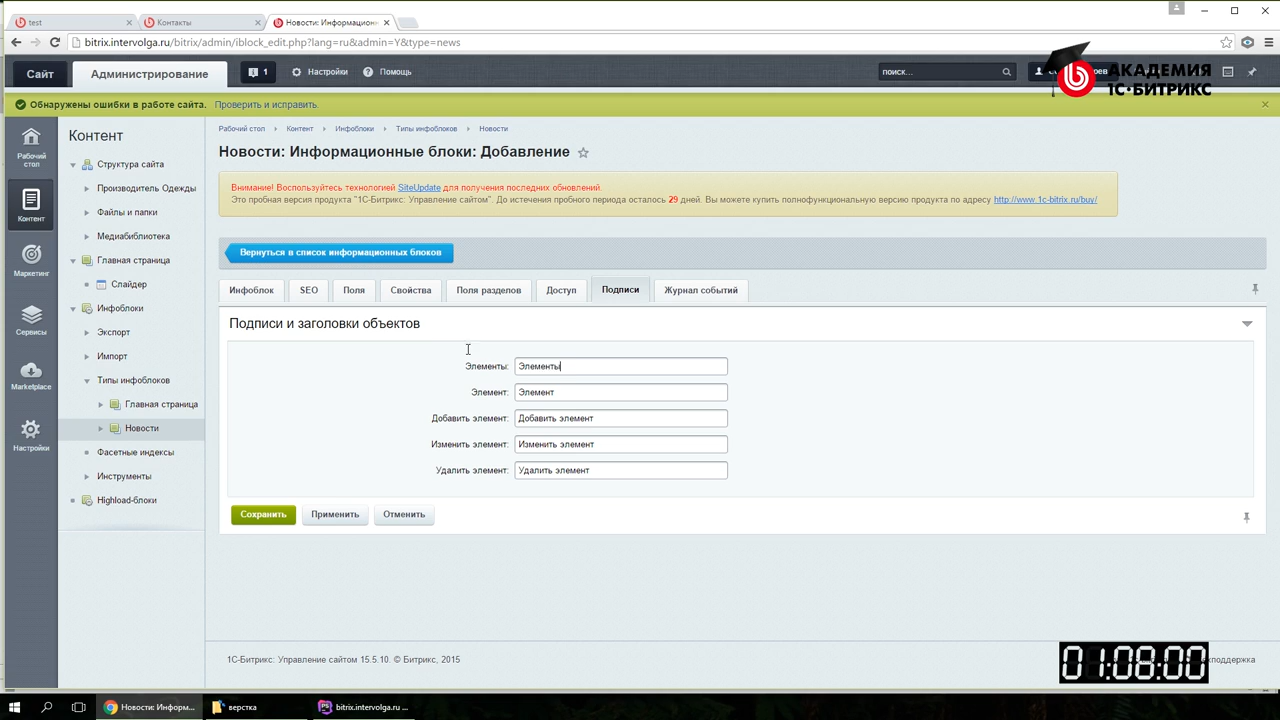 test
Контакты
Новости: Информационн
bitrix.intervolga.ru/bitrix/admin/iblock_edit.php?lang=ru&admin=Y&type=news
Сайт
Администрирование
1
Настройки
Помощь
поиск...
АКАДЕМИЯ
1С·БИТРИКС
Обнаружены ошибки в работе сайта. Проверить и исправить.
Рабочий стол
Контент
Маркетинг
Сервисы
Marketplace
Настройки
Контент
Структура сайта
Производитель Одежды
Файлы и папки
Медиабиблиотека
Главная страница
Слайдер
Инфоблоки
Экспорт
Импорт
Типы инфоблоков
Главная страница
Новости
Фасетные индексы
Инструменты
Highload-блоки
Рабочий стол Контент Инфоблоки Типы инфоблоков Новости
Новости: Информационные блоки: Добавление
Внимание! Воспользуйтесь технологией SiteUpdate для получения последних обновлений.
Это пробная версия продукта "1С-Битрикс: Управление сайтом". До истечения пробного периода осталось 29 дней. Вы можете купить полнофункциональную версию продукта по адресу http://www.1c-bitrix.ru/buy/
Вернуться в список информационных блоков
Инфоблок SEO Поля Свойства Поля разделов Доступ Подписи Журнал событий
Подписи и заголовки объектов
Элементы: Элементы
Элемент: Элемент
Добавить элемент: Добавить элемент
Изменить элемент: Изменить элемент
Удалить элемент: Удалить элемент
Сохранить Применить Отменить
1С-Битрикс: Управление сайтом 15.5.10. © Битрикс, 2015
01:08:00
Новости: Информ...
верстка
bitrix.intervolga.ru ...